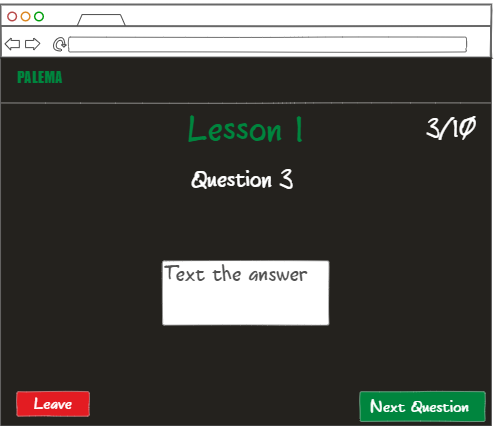 PALEMA
Lesson 1
3/10
Question 3
Text the answer
Leave
Next Question